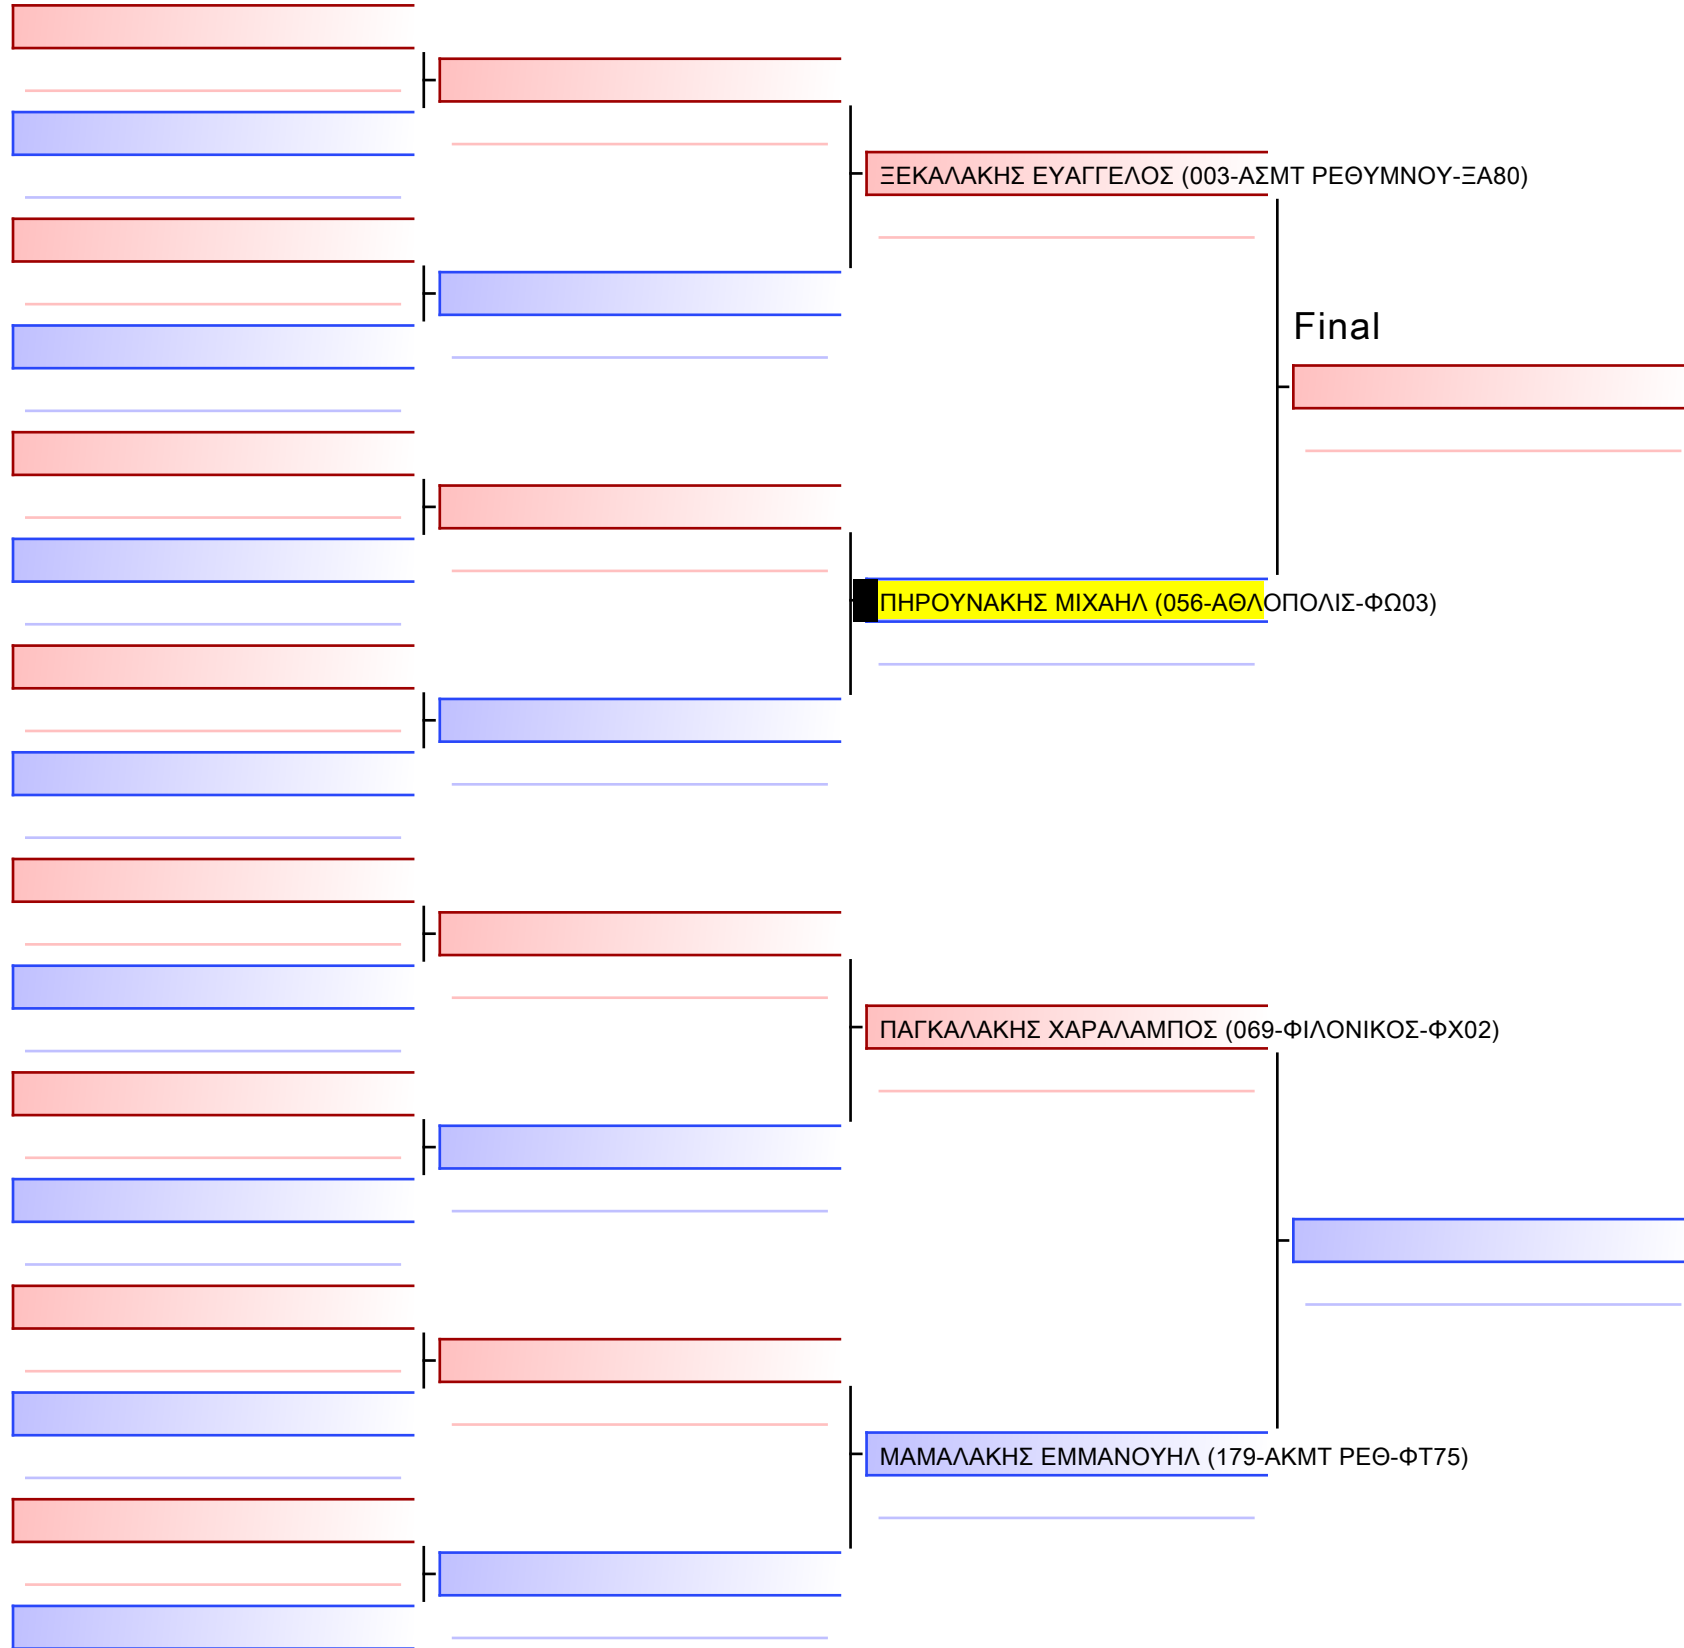 ΞΕΚΑΛΑΚΗΣ ΕΥΑΓΓΕΛΟΣ (003-ΑΣΜΤ ΡΕΘΥΜΝΟΥ-ΞΑ80)
Final
ΠΗΡΟΥΝΑΚΗΣ ΜΙΧΑΗΛ (056-ΑΘΛΟΠΟΛΙΣ-ΦΩ03)
ΠΑΓΚΑΛΑΚΗΣ ΧΑΡΑΛΑΜΠΟΣ (069-ΦΙΛΟΝΙΚΟΣ-ΦΧ02)
ΜΑΜΑΛΑΚΗΣ ΕΜΜΑΝΟΥΗΛ (179-ΑΚΜΤ ΡΕΘ-ΦΤ75)